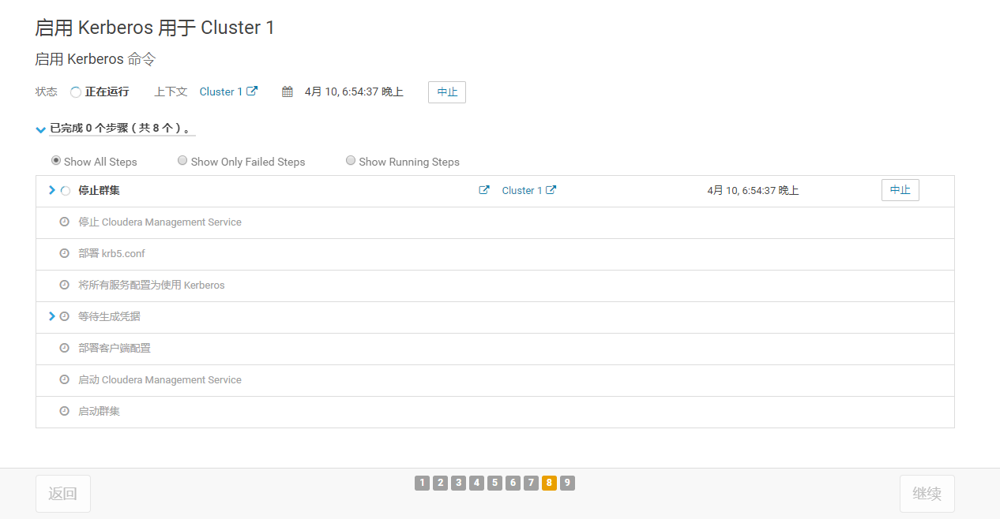 启用 Kerberos 用于 Cluster 1
启用 Kerberos 命令
状态 正在运行 上下文 Cluster 1 4月 10, 6:54:37 晚上 中止
已完成 0 个步骤（共 8 个）。
Show All Steps Show Only Failed Steps Show Running Steps
停止群集 Cluster 1 4月 10, 6:54:37 晚上 中止
停止 Cloudera Management Service
部署 krb5.conf
将所有服务配置为使用 Kerberos
等待生成凭据
部署客户端配置
启动 Cloudera Management Service
启动群集
返回 1 2 3 4 5 6 7 8 9 继续